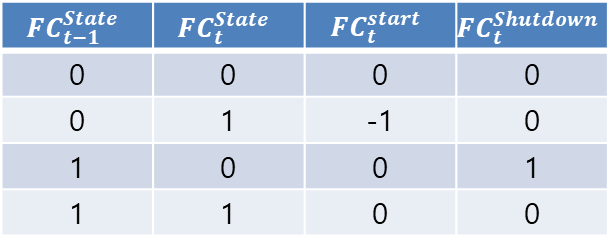 FC_{t-1}^{State} FC_t^{State} FC_t^{start} FC_t^{Shutdown}
0 0 0 0
0 1 -1 0
1 0 0 1
1 1 0 0